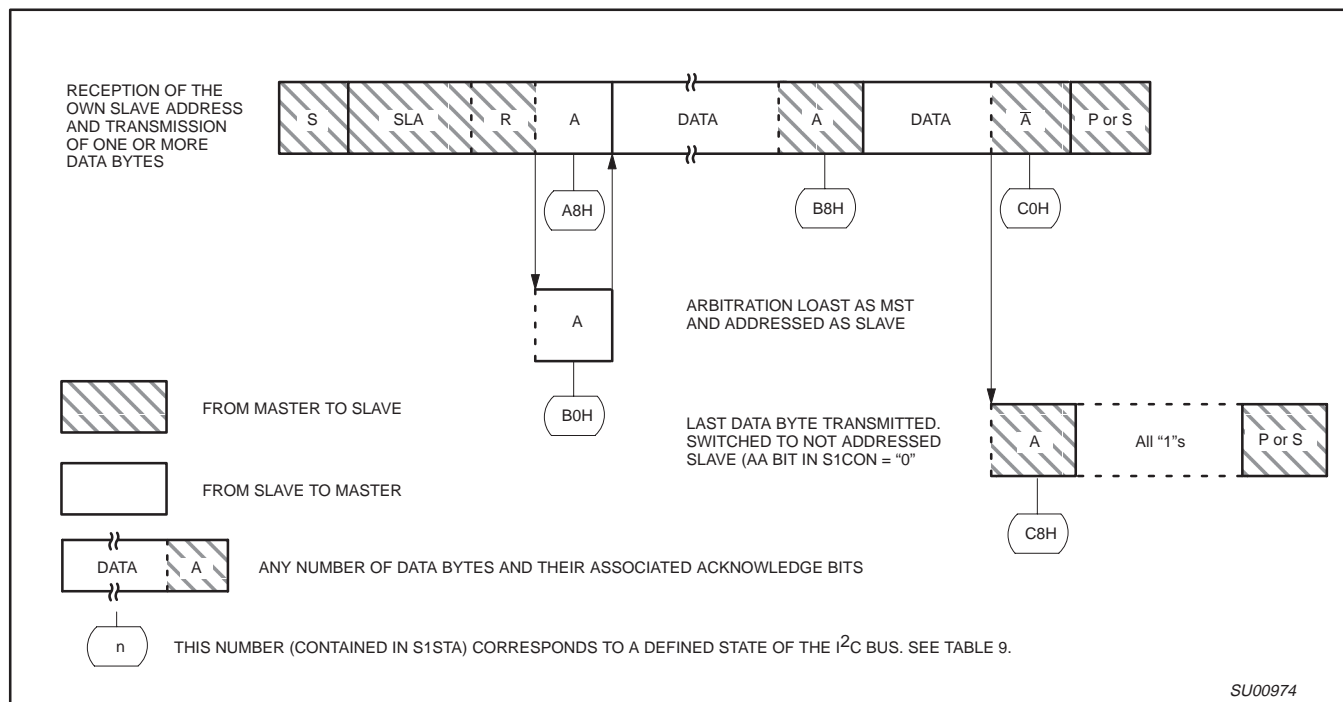 RECEPTION OF THE
OWN SLAVE ADDRESS
AND TRANSMISSION
OF ONE OR MORE
DATA BYTES
S SLA R A DATA A DATA A̅ P or S
A8H B8H C0H
A
ARBITRATION LOAST AS MST
AND ADDRESSED AS SLAVE
B0H
FROM MASTER TO SLAVE
LAST DATA BYTE TRANSMITTED.
SWITCHED TO NOT ADDRESSED
SLAVE (AA BIT IN S1CON = “0”
A All “1”s P or S
C8H
FROM SLAVE TO MASTER
DATA A ANY NUMBER OF DATA BYTES AND THEIR ASSOCIATED ACKNOWLEDGE BITS
n THIS NUMBER (CONTAINED IN S1STA) CORRESPONDS TO A DEFINED STATE OF THE I²C BUS. SEE TABLE 9.
SU00974